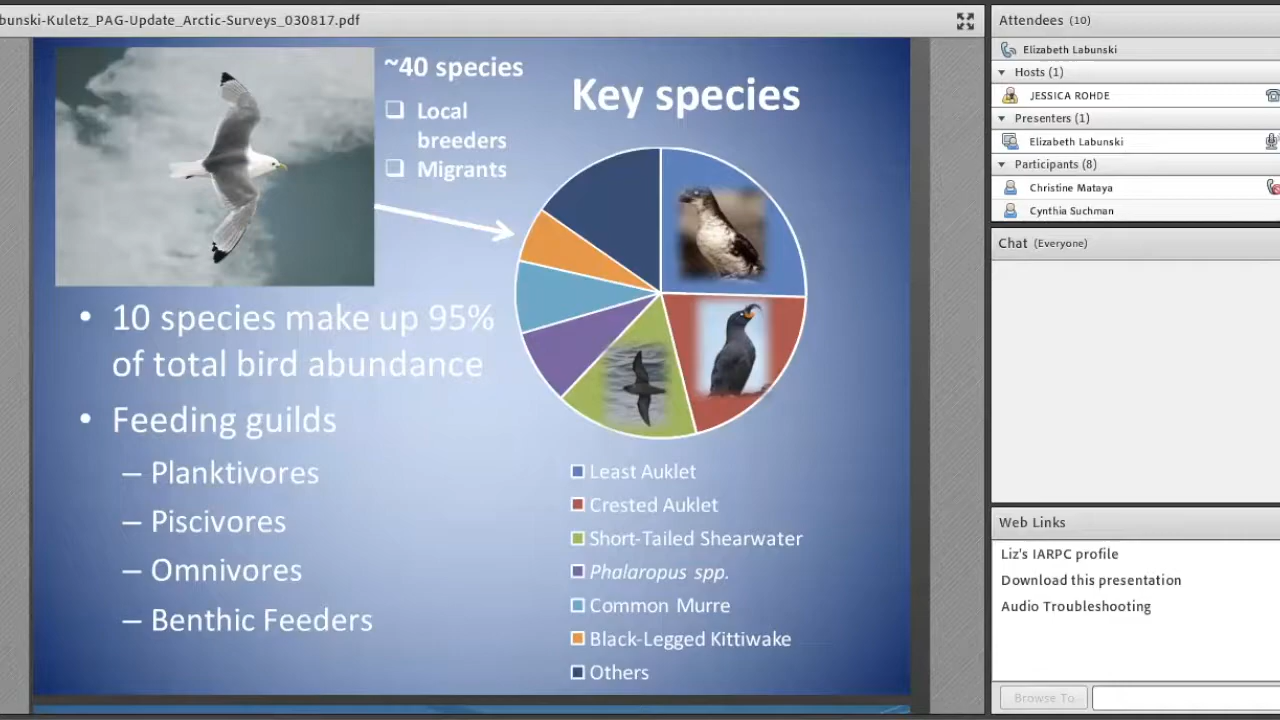 bunski-Kuletz_PAG-Update_Arctic-Surveys_030817.pdf
~40 species
Local
breeders
Migrants
Key species
• 10 species make up 95%
of total bird abundance
• Feeding guilds
– Planktivores
– Piscivores
– Omnivores
– Benthic Feeders
Least Auklet
Crested Auklet
Short-Tailed Shearwater
Phalaropus spp.
Common Murre
Black-Legged Kittiwake
Others
Attendees (10)
Elizabeth Labunski
Hosts (1)
JESSICA ROHDE
Presenters (1)
Elizabeth Labunski
Participants (8)
Christine Mataya
Cynthia Suchman
Chat (Everyone)
Web Links
Liz's IARPC profile
Download this presentation
Audio Troubleshooting
Browse To